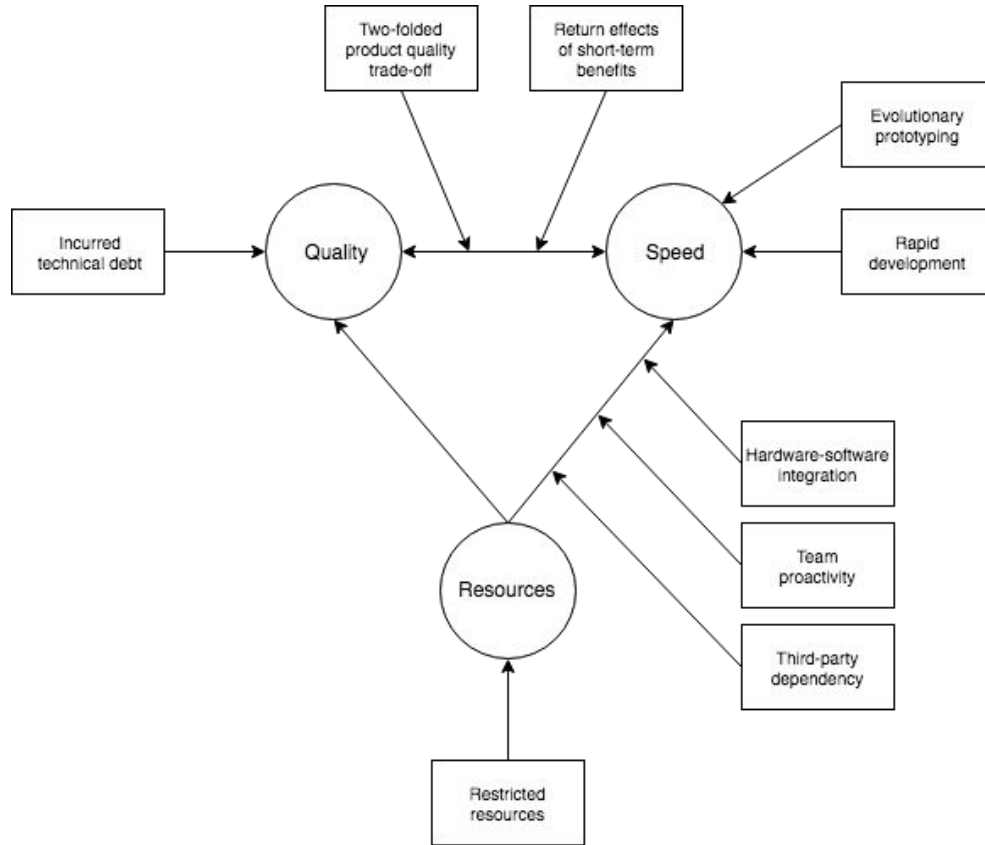 Two-folded
product quality
trade-off
Return effects
of short-term
benefits
Evolutionary
prototyping
Incurred
technical debt
Quality
Speed
Rapid
development
Hardware-software
integration
Resources
Team
proactivity
Third-party
dependency
Restricted
resources